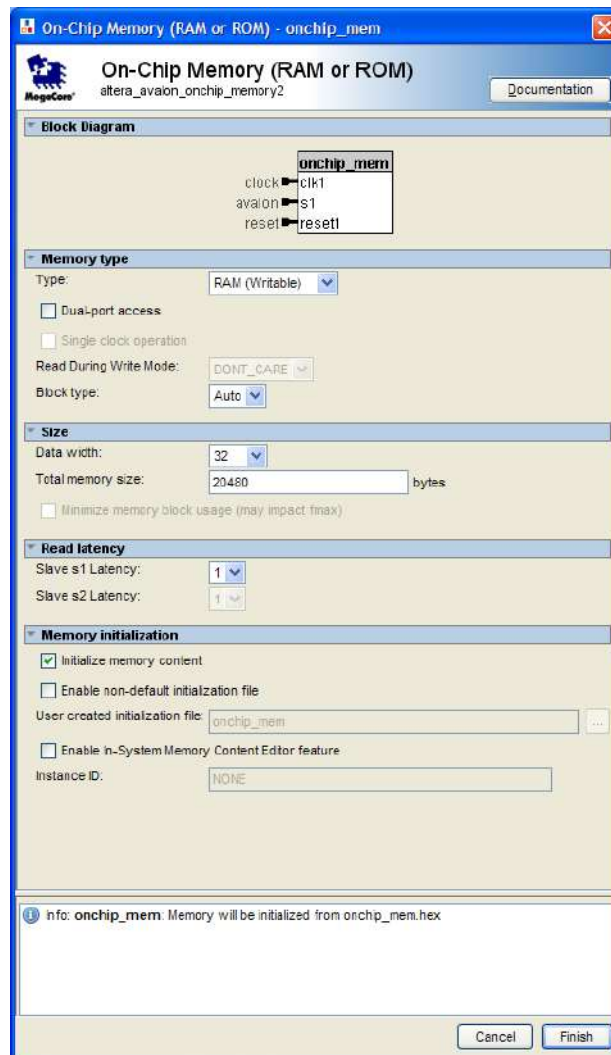 On-Chip Memory (RAM or ROM) - onchip_mem
MegaCore'
On-Chip Memory (RAM or ROM)
altera_avalon_onchip_memory2
Documentation
Block Diagram
onchip_mem
clock clk1
avalon s1
reset reset1
Memory type
Type: RAM (Writable)
Dual-port access
Single clock operation
Read During Write Mode: DONT_CARE
Block type: Auto
Size
Data width: 32
Total memory size: 20480 bytes
Minimize memory block usage (may impact fmax)
Read latency
Slave s1 Latency: 1
Slave s2 Latency: 1
Memory initialization
Initialize memory content
Enable non-default initialization file
User created initialization file: onchip_mem ...
Enable In-System Memory Content Editor feature
Instance ID: NONE
Info: onchip_mem: Memory will be initialized from onchip_mem.hex
Cancel Finish